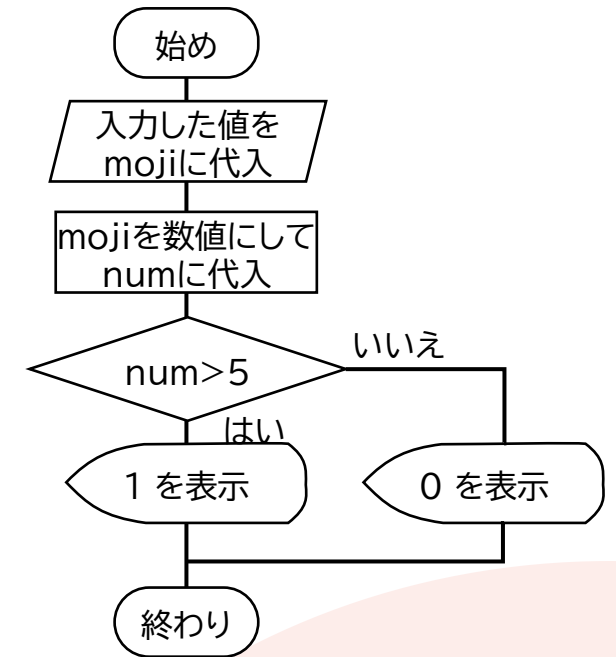 始め
入力した値を
mojiに代入
mojiを数値にして
numに代入
num>5
いいえ
はい
1 を表示
0 を表示
終わり